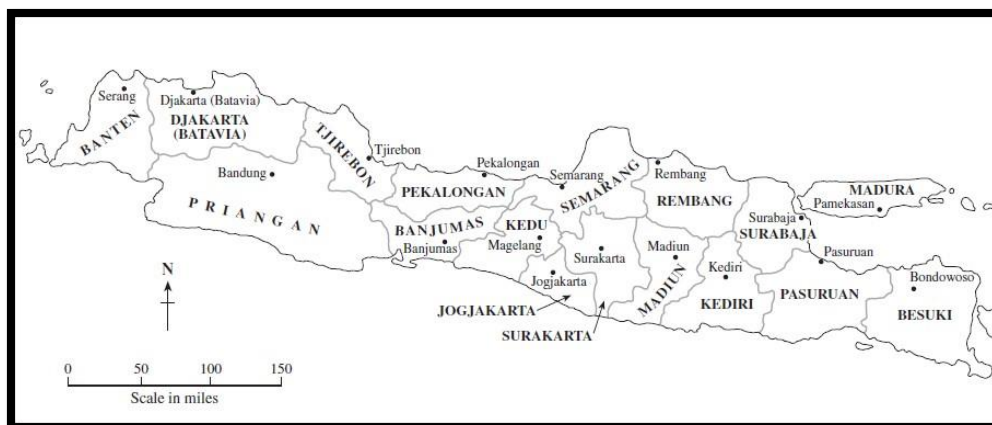 Serang
BANTEN
Djakarta (Batavia)
DJAKARTA
(BATAVIA)
TJIREBON
Tjirebon
Bandung
PRIANGAN
Pekalongan
PEKALONGAN
BANJUMAS
Banjumas
Semarang
SEMARANG
KEDU
Magelang
Jogjakarta
JOGJAKARTA
Surakarta
SURAKARTA
Rembang
REMBANG
Madiun
MADIUN
Kediri
KEDIRI
Surabaja
SURABAJA
MADURA
Pamekasan
Pasuruan
PASURUAN
Bondowoso
BESUKI
N
0 50 100 150
Scale in miles